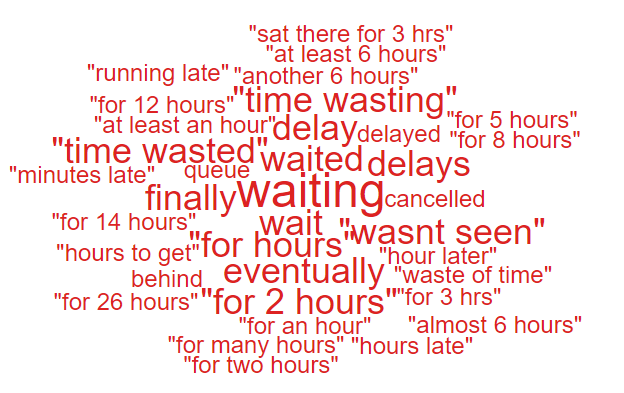 "sat there for 3 hrs"
"at least 6 hours"
"running late" "another 6 hours"
"for 12 hours" "time wasting"
"at least an hour" delay delayed "for 5 hours"
"for 8 hours"
"time wasted" waited delays
"minutes late" queue
finally waiting cancelled
"for 14 hours" wait "wasnt seen"
"hours to get" "for hours" "hour later"
behind eventually "waste of time"
"for 26 hours" "for 2 hours" "for 3 hrs"
"for an hour" "almost 6 hours"
"for many hours" "hours late"
"for two hours"